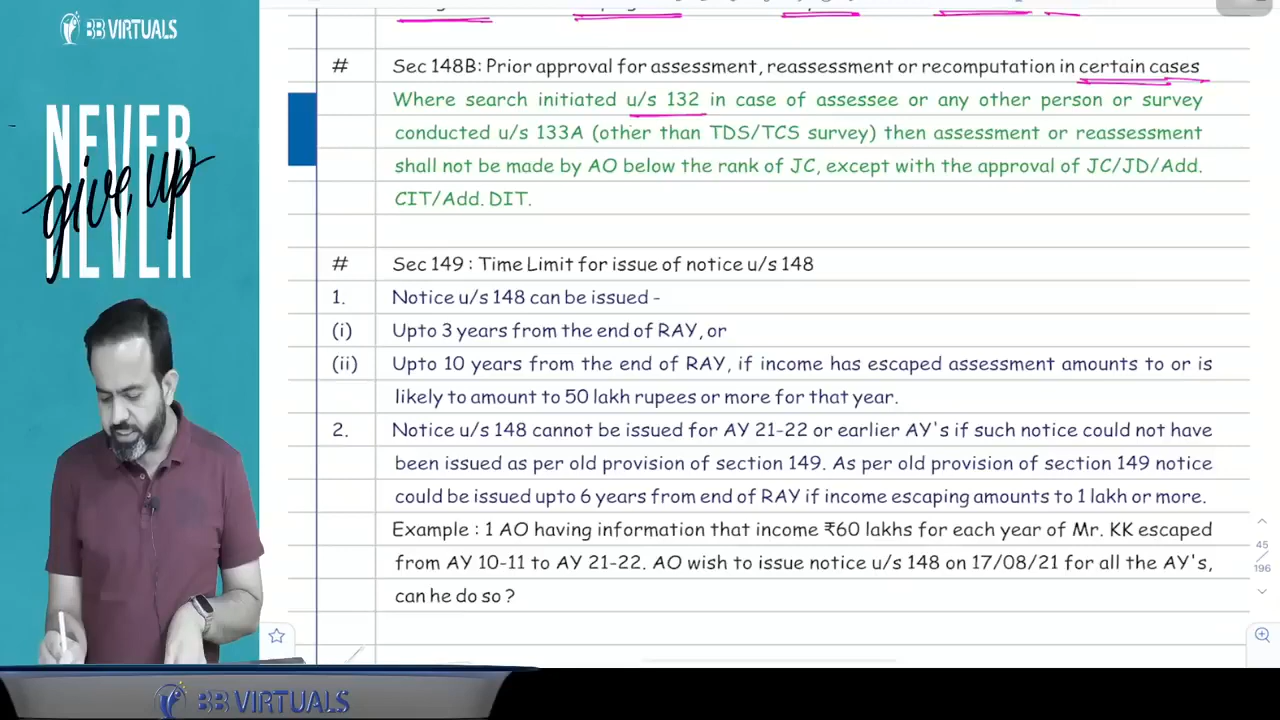 BB VIRTUALS
NEVER
give up
NEVER
# Sec 148B: Prior approval for assessment, reassessment or recomputation in certain cases
Where search initiated u/s 132 in case of assessee or any other person or survey
conducted u/s 133A (other than TDS/TCS survey) then assessment or reassessment
shall not be made by AO below the rank of JC, except with the approval of JC/JD/Add.
CIT/Add. DIT.
# Sec 149 : Time Limit for issue of notice u/s 148
1. Notice u/s 148 can be issued -
(i) Upto 3 years from the end of RAY, or
(ii) Upto 10 years from the end of RAY, if income has escaped assessment amounts to or is
likely to amount to 50 lakh rupees or more for that year.
2. Notice u/s 148 cannot be issued for AY 21-22 or earlier AY's if such notice could not have
been issued as per old provision of section 149. As per old provision of section 149 notice
could be issued upto 6 years from end of RAY if income escaping amounts to 1 lakh or more.
Example : 1 AO having information that income ₹60 lakhs for each year of Mr. KK escaped
from AY 10-11 to AY 21-22. AO wish to issue notice u/s 148 on 17/08/21 for all the AY's,
can he do so ?
45
196
BB VIRTUALS